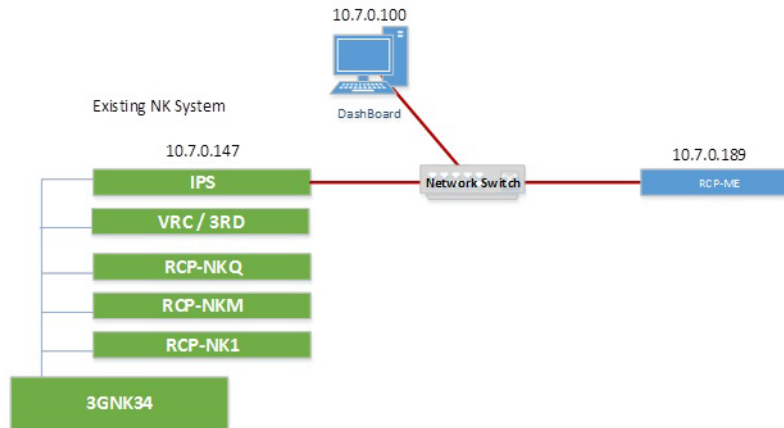 10.7.0.100
DashBoard
Existing NK System
10.7.0.147
IPS
Network Switch
10.7.0.189
RCP-ME
VRC / 3RD
RCP-NKQ
RCP-NKM
RCP-NK1
3GNK34